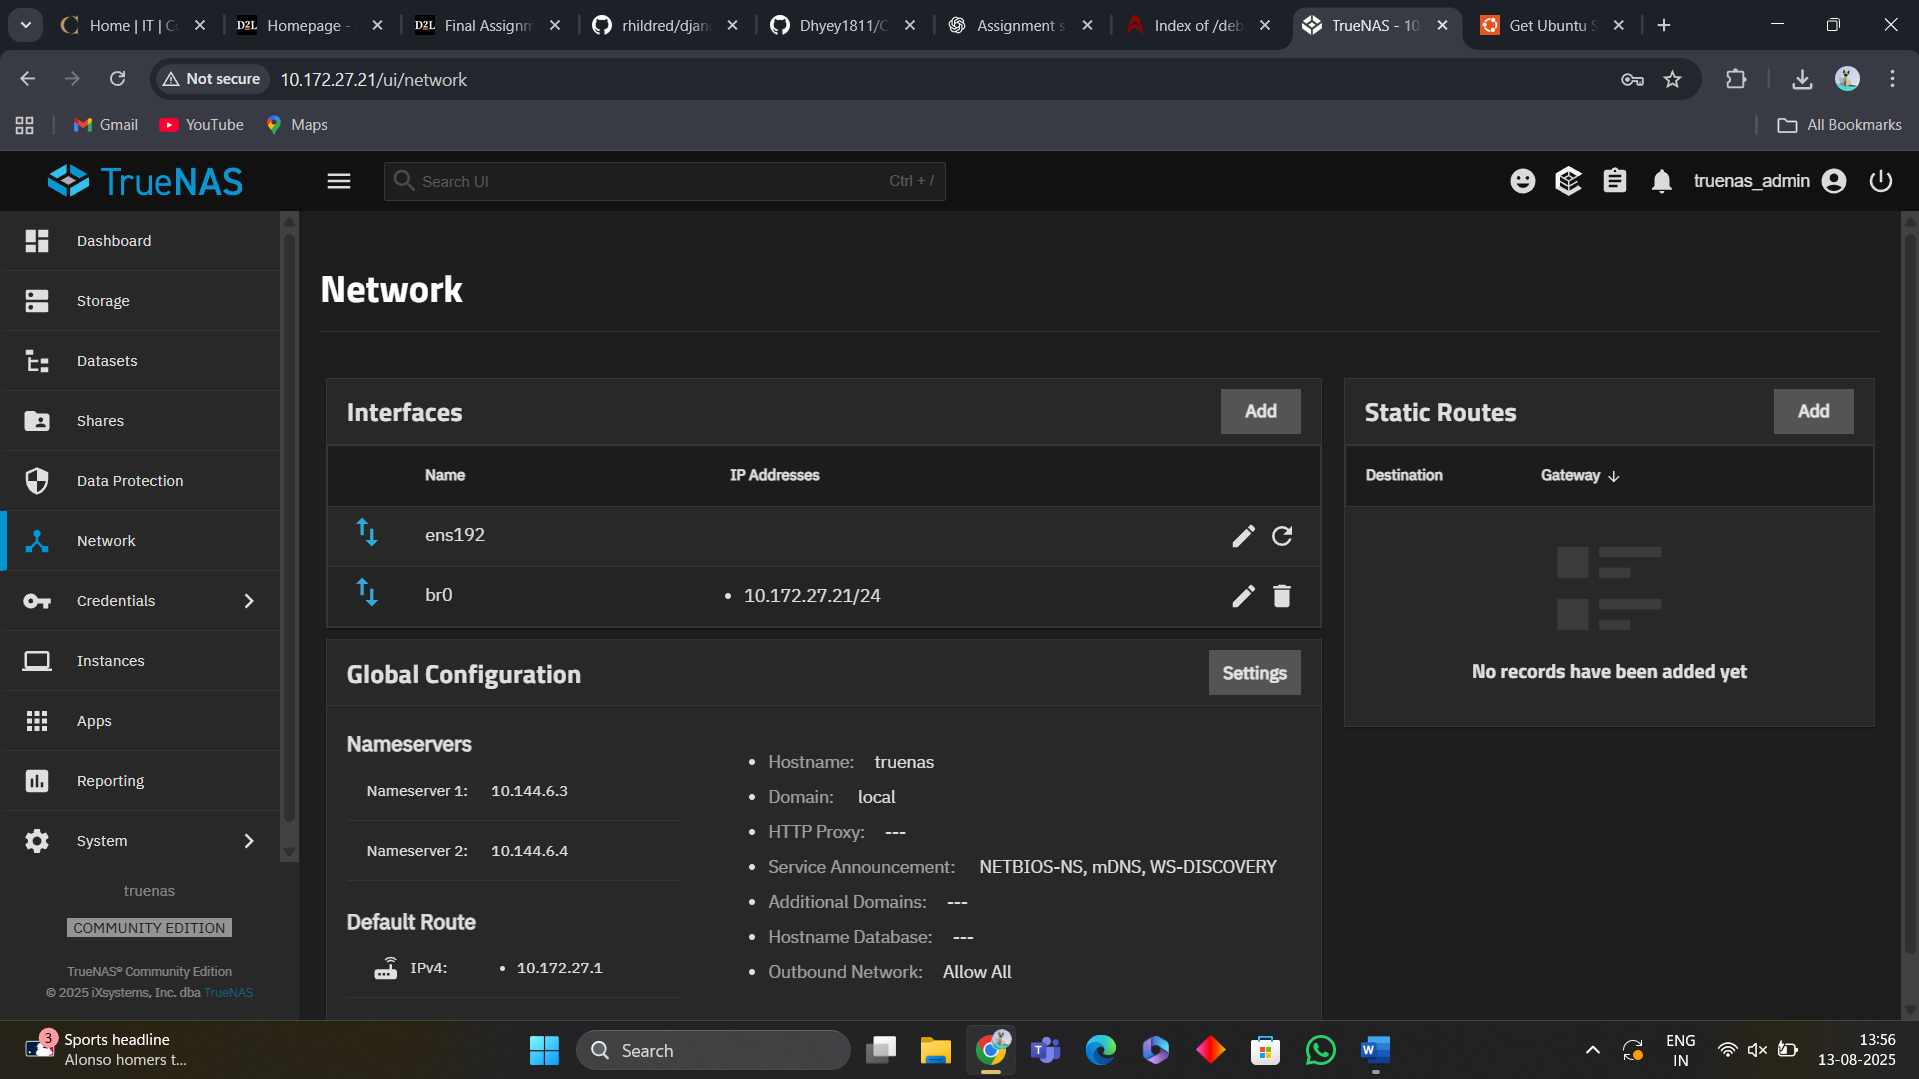 Home | IT | C
Homepage -
Final Assignm
rhildred/djan
Dhyey1811/C
Assignment s
Index of /deb
TrueNAS - 10
Get Ubuntu S
Not secure
10.172.27.21/ui/network
Gmail
YouTube
Maps
All Bookmarks
TrueNAS
Search UI
Ctrl + /
truenas_admin
Dashboard
Storage
Datasets
Shares
Data Protection
Network
Credentials
Instances
Apps
Reporting
System
truenas
COMMUNITY EDITION
TrueNAS® Community Edition
© 2025 iXsystems, Inc. dba TrueNAS
Network
Interfaces
Add
Name IP Addresses
ens192
br0 • 10.172.27.21/24
Global Configuration
Settings
Nameservers
Nameserver 1: 10.144.6.3
Nameserver 2: 10.144.6.4
Default Route
IPv4: • 10.172.27.1
• Hostname: truenas
• Domain: local
• HTTP Proxy: ---
• Service Announcement: NETBIOS-NS, mDNS, WS-DISCOVERY
• Additional Domains: ---
• Hostname Database: ---
• Outbound Network: Allow All
Static Routes
Add
Destination Gateway
No records have been added yet
3
Sports headline
Alonso homers t...
Search
ENG
IN
13:56
13-08-2025